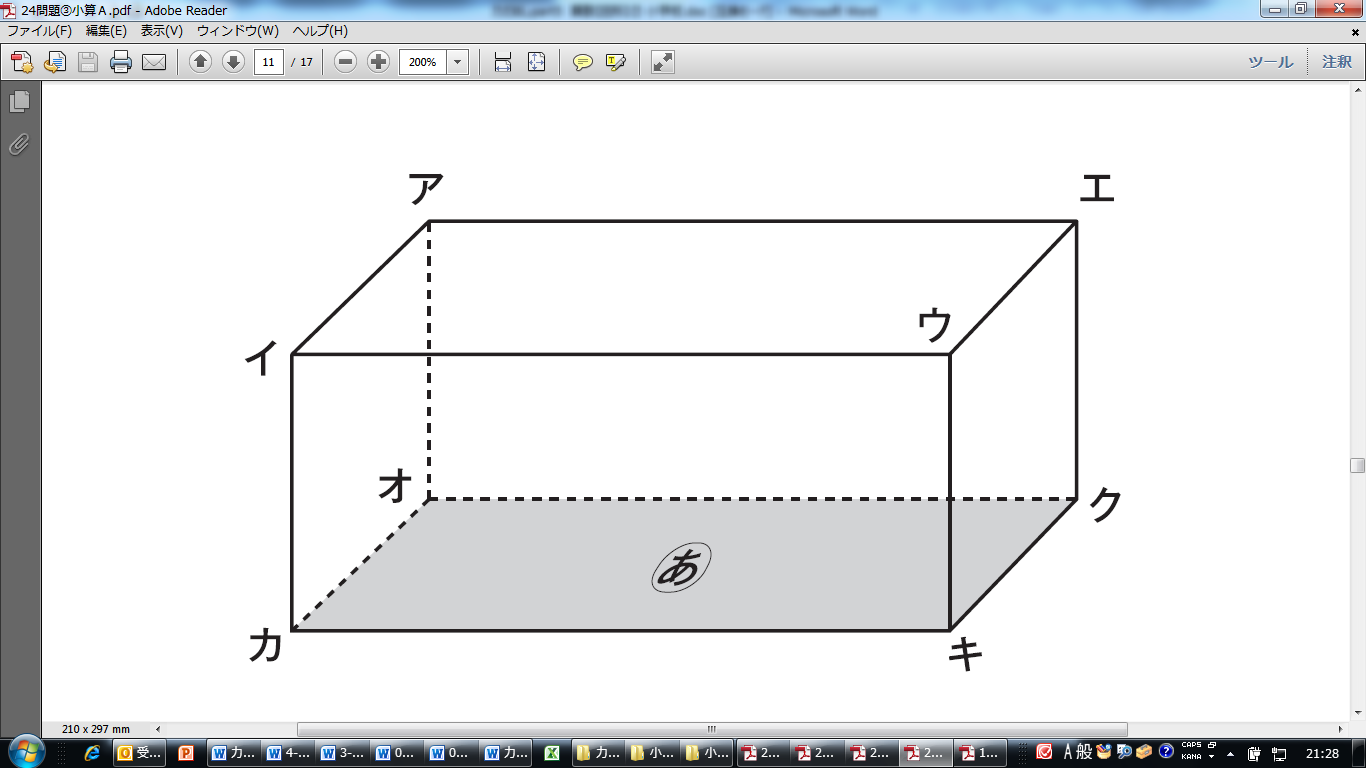 24問題③小算A.pdf - Adobe Reader
ファイル(F) 編集(E) 表示(V) ウィンドウ(W) ヘルプ(H)
11 / 17 200% ツール 注釈
ア エ
イ ウ
オ ク
あ
カ キ
210 x 297 mm
受... 力... 4-... 3-... 0... 0... 力... 力... 小... 小... 2... 2... 2... 2... 1... A 般 CAPS KANA 21:28